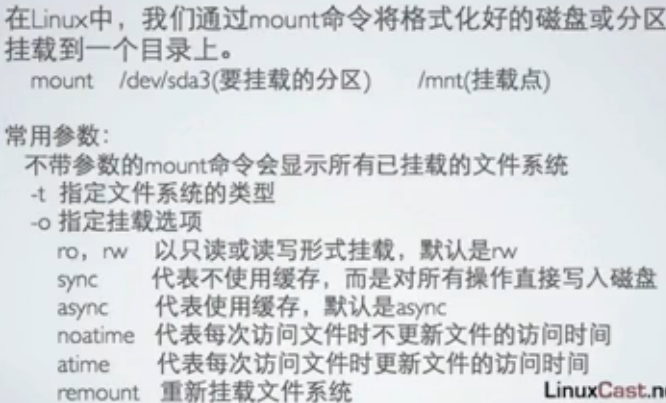 在Linux中，我们通过mount命令将格式化好的磁盘或分区
挂载到一个目录上。
mount /dev/sda3(要挂载的分区) /mnt(挂载点)
常用参数：
不带参数的mount命令会显示所有已挂载的文件系统
-t 指定文件系统的类型
-o 指定挂载选项
ro，rw 以只读或读写形式挂载，默认是rw
sync 代表不使用缓存，而是对所有操作直接写入磁盘
async 代表使用缓存，默认是async
noatime 代表每次访问文件时不更新文件的访问时间
atime 代表每次访问文件时更新文件的访问时间
remount 重新挂载文件系统
LinuxCast.n